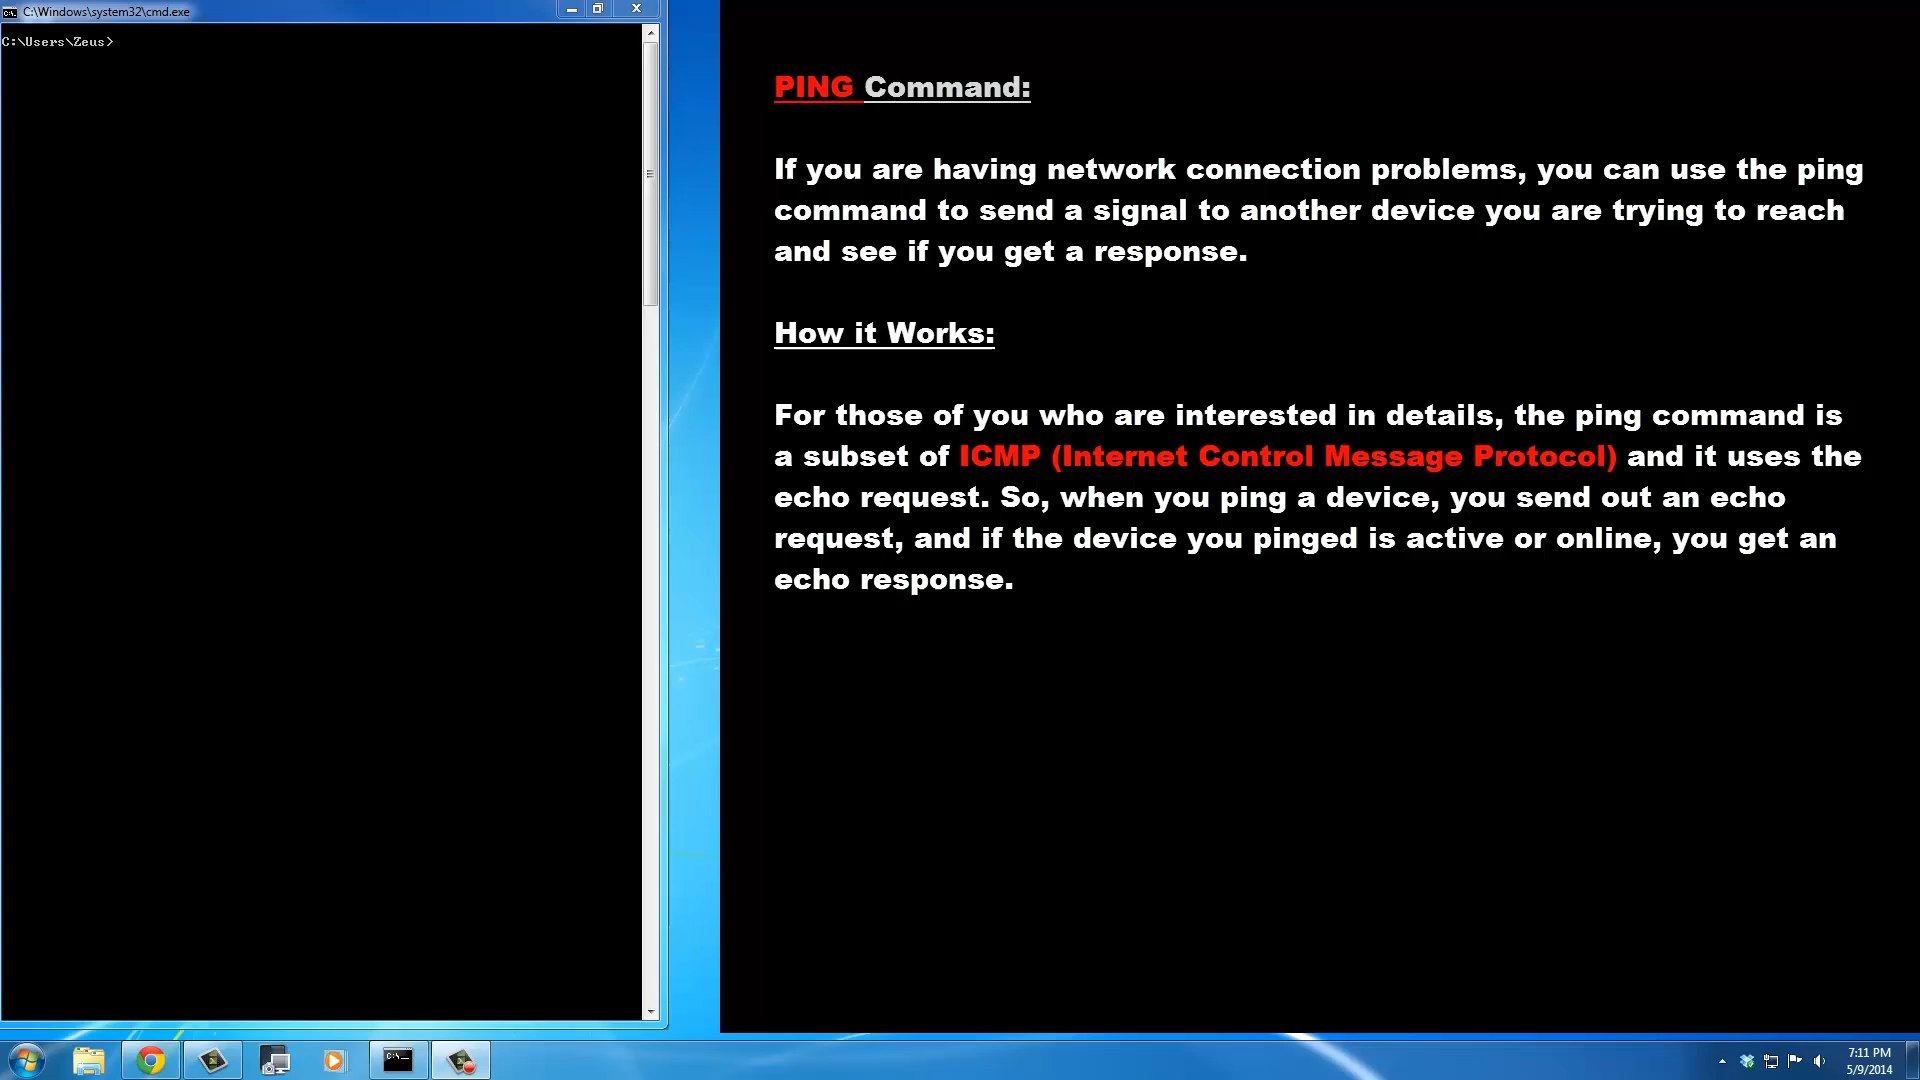 C:\Windows\system32\cmd.exe
C:\Users\Zeus>
PING Command:
If you are having network connection problems, you can use the ping
command to send a signal to another device you are trying to reach
and see if you get a response.
How it Works:
For those of you who are interested in details, the ping command is
a subset of ICMP (Internet Control Message Protocol) and it uses the
echo request. So, when you ping a device, you send out an echo
request, and if the device you pinged is active or online, you get an
echo response.
C:\_
7:11 PM
5/9/2014